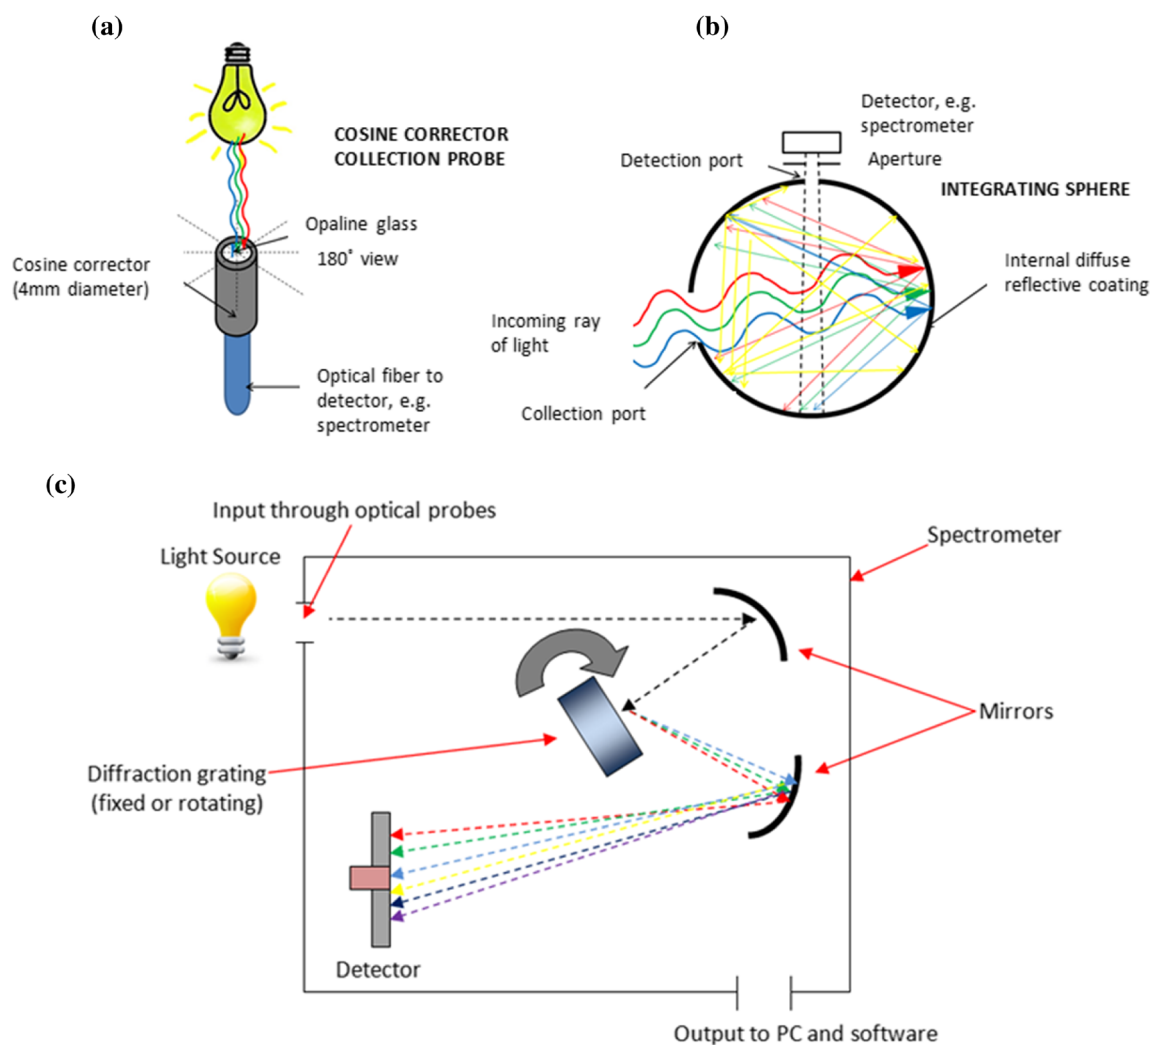 (a)
COSINE CORRECTOR
COLLECTION PROBE
Opaline glass
180˚ view
Cosine corrector
(4mm diameter)
Optical fiber to
detector, e.g.
spectrometer
(b)
Detector, e.g.
spectrometer
Detection port
Aperture
INTEGRATING SPHERE
Internal diffuse
reflective coating
Incoming ray
of light
Collection port
(c)
Input through optical probes
Light Source
Spectrometer
Mirrors
Diffraction grating
(fixed or rotating)
Detector
Output to PC and software